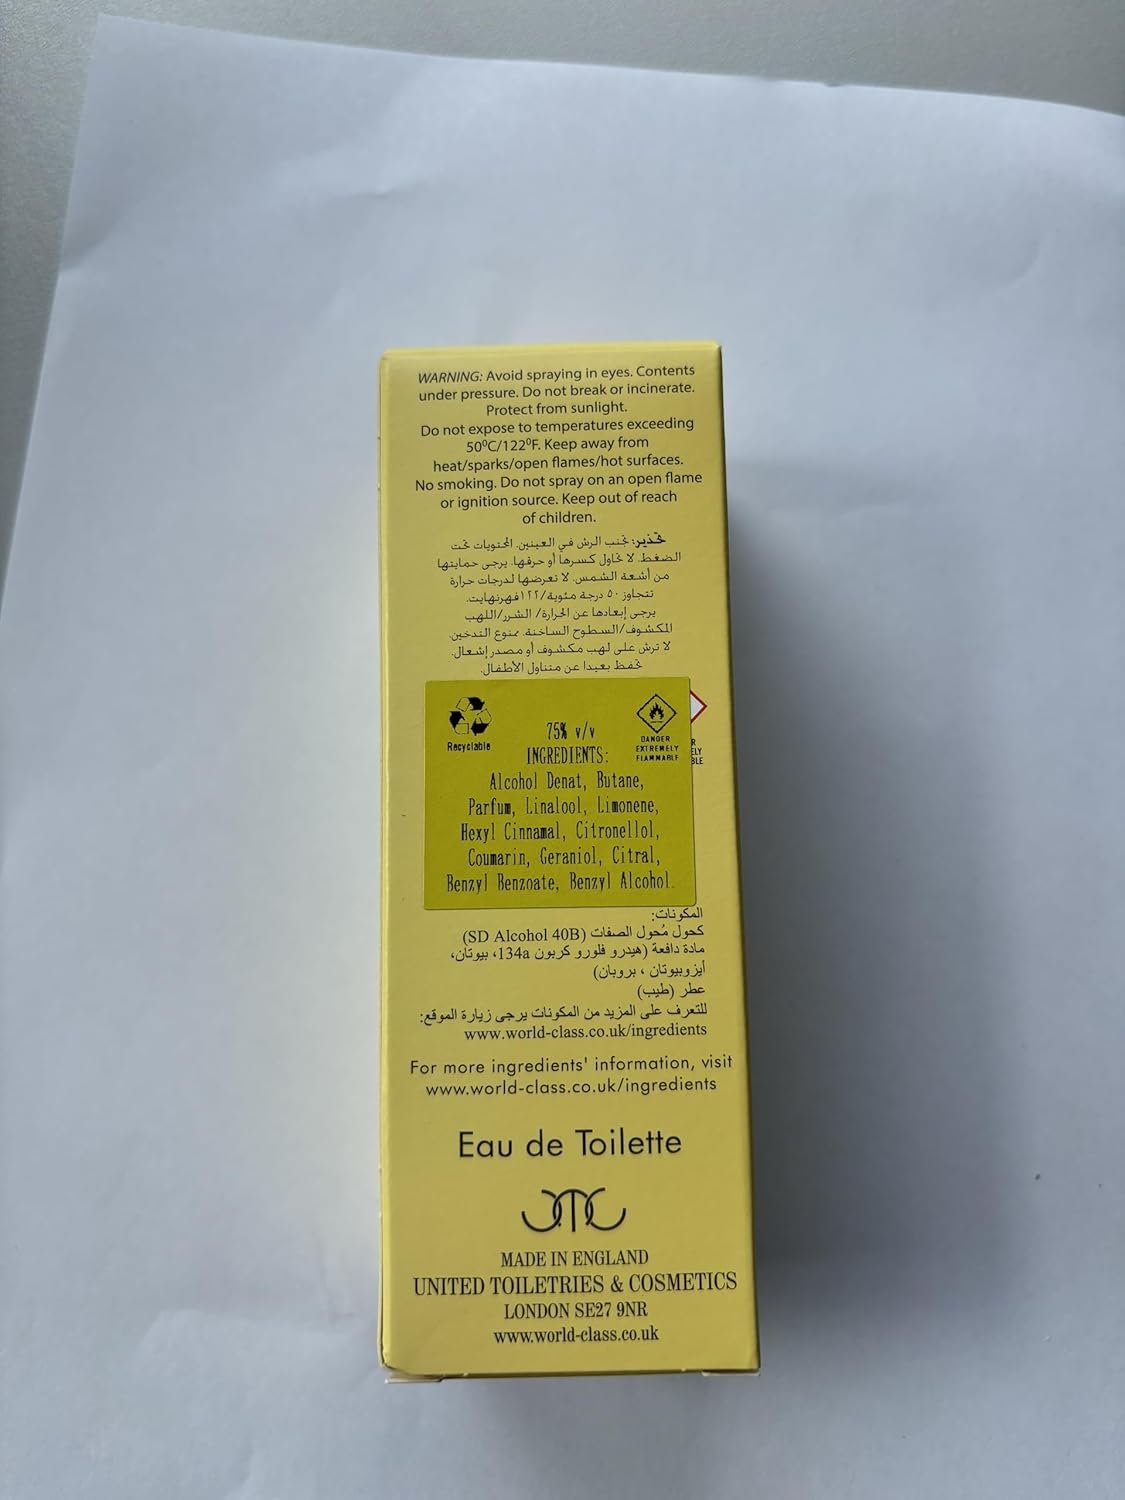 WARNING: Avoid spraying in eyes. Contents
under pressure. Do not break or incinerate.
Protect from sunlight.
Do not expose to temperatures exceeding
50⁰C/122⁰F. Keep away from
heat/sparks/open flames/hot surfaces.
No smoking. Do not spray on an open flame
or ignition source. Keep out of reach
of children.
تحذير: تجنب الرش في العينين. المحتويات تحت
الضغط. لا تحاول كسرها أو حرقها. يرجى حمايتها
من أشعة الشمس. لا تعرضها لدرجات حرارة
تتجاوز ٥٠ درجة مئوية/١٢٢ فهرنهايت.
يرجى إبعادها عن الحرارة/ الشرر/اللهب
المكشوف/السطوح الساخنة. ممنوع التدخين.
لا ترش على لهب مكشوف أو مصدر إشعال.
تحفظ بعيدا عن متناول الأطفال.
Recyclable
DANGER
EXTREMELY
FLAMMABLE
R
ELY
BLE
75% v/v
INGREDIENTS:
Alcohol Denat, Butane,
Parfum, Linalool, Limonene,
Hexyl Cinnamal, Citronellol,
Coumarin, Geraniol, Citral,
Benzyl Benzoate, Benzyl Alcohol.
المكونات:
كحول مُحول الصفات (SD Alcohol 40B)
مادة دافعة (هيدرو فلورو كربون 134a، بيوتان،
أيزوبيوتان ، بروبان)
عطر (طيب)
للتعرف على المزيد من المكونات يرجى زيارة الموقع:
www.world-class.co.uk/ingredients
For more ingredients' information, visit
www.world-class.co.uk/ingredients
Eau de Toilette
UTC
MADE IN ENGLAND
UNITED TOILETRIES & COSMETICS
LONDON SE27 9NR
www.world-class.co.uk